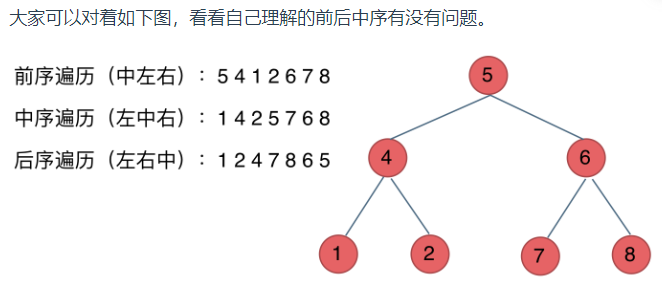 大家可以对着如下图，看看自己理解的前后中序有没有问题。
前序遍历（中左右）：5 4 1 2 6 7 8
中序遍历（左中右）：1 4 2 5 7 6 8
后序遍历（左右中）：1 2 4 7 8 6 5
5
4
6
1
2
7
8